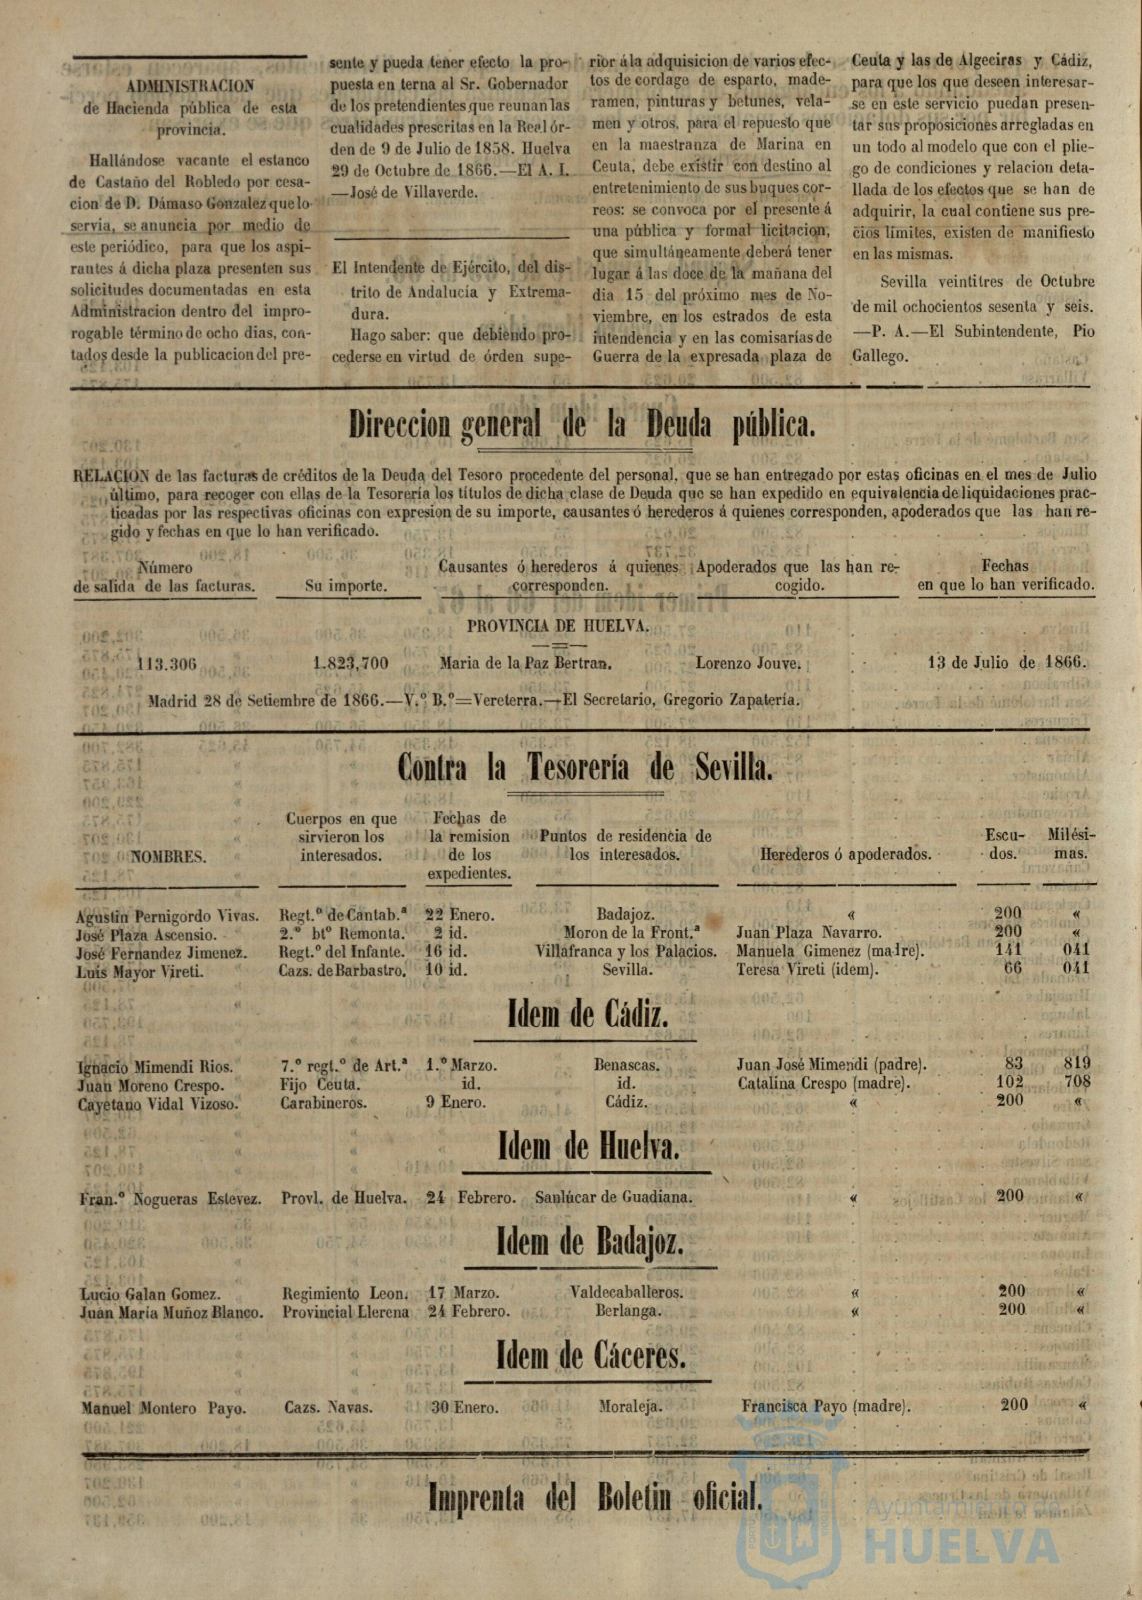 ADMINISTRACION
de Hacienda pública de esta
provincia.
Hallándose vacante el estanco
de Castaño del Robledo por cesa-
cion de D. Dámaso Gonzalez que lo
servia, se anuncia por medio de
este periódico, para que los aspi-
rantes á dicha plaza presenten sus
solicitudes documentadas en esta
Administracion dentro del impro-
rogable término de ocho dias, con-
tados desde la publicacion del pre-
sente y pueda tener efecto la pro-
puesta en terna al Sr. Gobernador
de los pretendientes que reunan las
cualidades prescritas en la Real ór-
den de 9 de Julio de 1858. Huelva
29 de Octubre de 1866.—El A. I.
—José de Villaverde.
El Intendente de Ejército, del dis-
trito de Andalucía y Extrema-
dura.
Hago saber: que debiendo pro-
cederse en virtud de órden supe-
rior á la adquisicion de varios efec-
tos de cordage de esparto, made-
ramen, pinturas y betunes, vela-
men y otros, para el repuesto que
en la maestranza de Marina en
Ceuta, debe existir con destino al
entretenimiento de sus buques cor-
reos: se convoca por el presente á
una pública y formal licitacion,
que simultáneamente deberá tener
lugar á las doce de la mañana del
dia 15 del próximo mes de No-
viembre, en los estrados de esta
intendencia y en las comisarías de
Guerra de la expresada plaza de
Ceuta y las de Algeciras y Cádiz,
para que los que deseen interesar-
se en este servicio puedan presen-
tar sus proposiciones arregladas en
un todo al modelo que con el plie-
go de condiciones y relacion deta-
llada de los efectos que se han de
adquirir, la cual contiene sus pre-
cios límites, existen de manifiesto
en las mismas.
Sevilla veintitres de Octubre
de mil ochocientos sesenta y seis.
—P. A.—El Subintendente, Pio
Gallego.
Direccion general de la Deuda pública.
RELACION de las facturas de créditos de la Deuda del Tesoro procedente del personal, que se han entregado por estas oficinas en el mes de Julio
último, para recoger con ellas de la Tesorería los títulos de dicha clase de Deuda que se han expedido en equivalencia de liquidaciones prac-
ticadas por las respectivas oficinas con expresion de su importe, causantes ó herederos á quienes corresponden, apoderados que las han re-
gido y fechas en que lo han verificado.
Número de salida de las facturas. Su importe. Causantes ó herederos á quienes corresponden. Apoderados que las han re-cogido. Fechas en que lo han verificado.
PROVINCIA DE HUELVA.
113.306 1.823,700 Maria de la Paz Bertran. Lorenzo Jouve. 13 de Julio de 1866.
Madrid 28 de Setiembre de 1866.—V.º B.º=Vereterra.—El Secretario, Gregorio Zapatería.
Contra la Tesorería de Sevilla.
NOMBRES. Cuerpos en que sirvieron los interesados. Fechas de la remision de los expedientes. Puntos de residencia de los interesados. Herederos ó apoderados. Escu-dos. Milési-mas.
Agustin Pernigordo Vivas. Regt.º de Cantab.ª 22 Enero. Badajoz. « 200 «
José Plaza Ascensio. 2.º btº Remonta. 2 id. Moron de la Front.ª Juan Plaza Navarro. 200 «
José Fernandez Jimenez. Regt.º del Infante. 16 id. Villafranca y los Palacios. Manuela Gimenez (madre). 141 041
Luis Mayor Vireti. Cazs. de Barbastro. 10 id. Sevilla. Teresa Vireti (idem). 66 041
Idem de Cádiz.
Ignacio Mimendi Rios. 7.º regt.º de Art.ª 1.º Marzo. Benascas. Juan José Mimendi (padre). 83 819
Juan Moreno Crespo. Fijo Ceuta. id. id. Catalina Crespo (madre). 102 708
Cayetano Vidal Vizoso. Carabineros. 9 Enero. Cádiz. « 200 «
Idem de Huelva.
Fran.º Nogueras Estevez. Provl. de Huelva. 24 Febrero. Sanlúcar de Guadiana. « 200 «
Idem de Badajoz.
Lucio Galan Gomez. Regimiento Leon. 17 Marzo. Valdecaballeros. « 200 «
Juan María Muñoz Blanco. Provincial Llerena 24 Febrero. Berlanga. « 200 «
Idem de Cáceres.
Manuel Montero Payo. Cazs. Navas. 30 Enero. Moraleja. Francisca Payo (madre). 200 «
Imprenta del Boletin oficial.
Ayuntamiento de
HUELVA